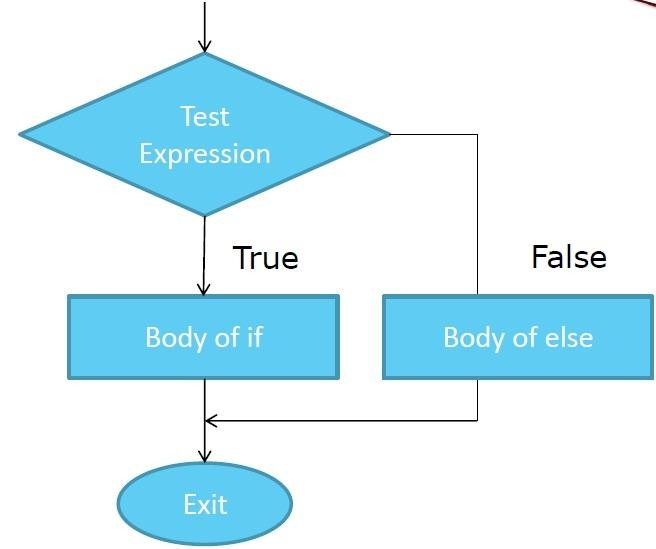 Test
Expression
True
False
Body of if
Body of else
Exit